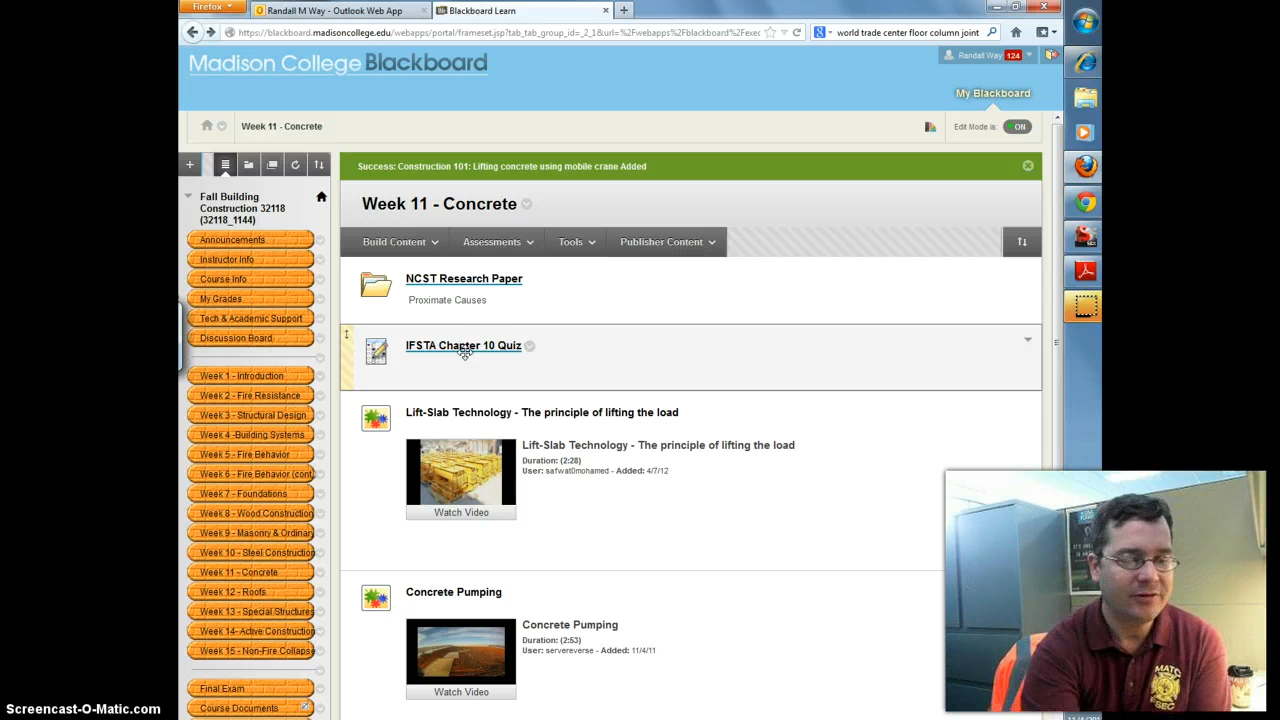 Firefox
Randall M Way - Outlook Web App
Blackboard Learn
https://blackboard.madisoncollege.edu/webapps/portal/frameset.jsp?tab_tab_group_id=_2_1&url=%2Fwebapps%2Fblackboard%2Fexec
world trade center floor column joint
Madison College Blackboard
Randall Way 124
My Blackboard
Week 11 - Concrete
Edit Mode is: ON
Success: Construction 101: Lifting concrete using mobile crane Added
Fall Building
Construction 32118
(32118_1144)
Announcements
Instructor Info
Course Info
My Grades
Tech & Academic Support
Discussion Board
Week 1 - Introduction
Week 2 - Fire Resistance
Week 3 - Structural Design
Week 4 -Building Systems
Week 5 - Fire Behavior
Week 6 - Fire Behavior (cont.
Week 7 - Foundations
Week 8 - Wood Construction
Week 9 - Masonry & Ordinary
Week 10 - Steel Construction
Week 11 - Concrete
Week 12 - Roofs
Week 13 - Special Structures
Week 14- Active Construction
Week 15 - Non-Fire Collapse
Final Exam
Course Documents
Week 11 - Concrete
Build Content
Assessments
Tools
Publisher Content
NCST Research Paper
Proximate Causes
IFSTA Chapter 10 Quiz
Lift-Slab Technology - The principle of lifting the load
Lift-Slab Technology - The principle of lifting the load
Duration: (2:28)
User: safwat0mohamed - Added: 4/7/12
Watch Video
Concrete Pumping
Concrete Pumping
Duration: (2:53)
User: servereverse - Added: 11/4/11
Watch Video
MATC
Screencast-O-Matic.com